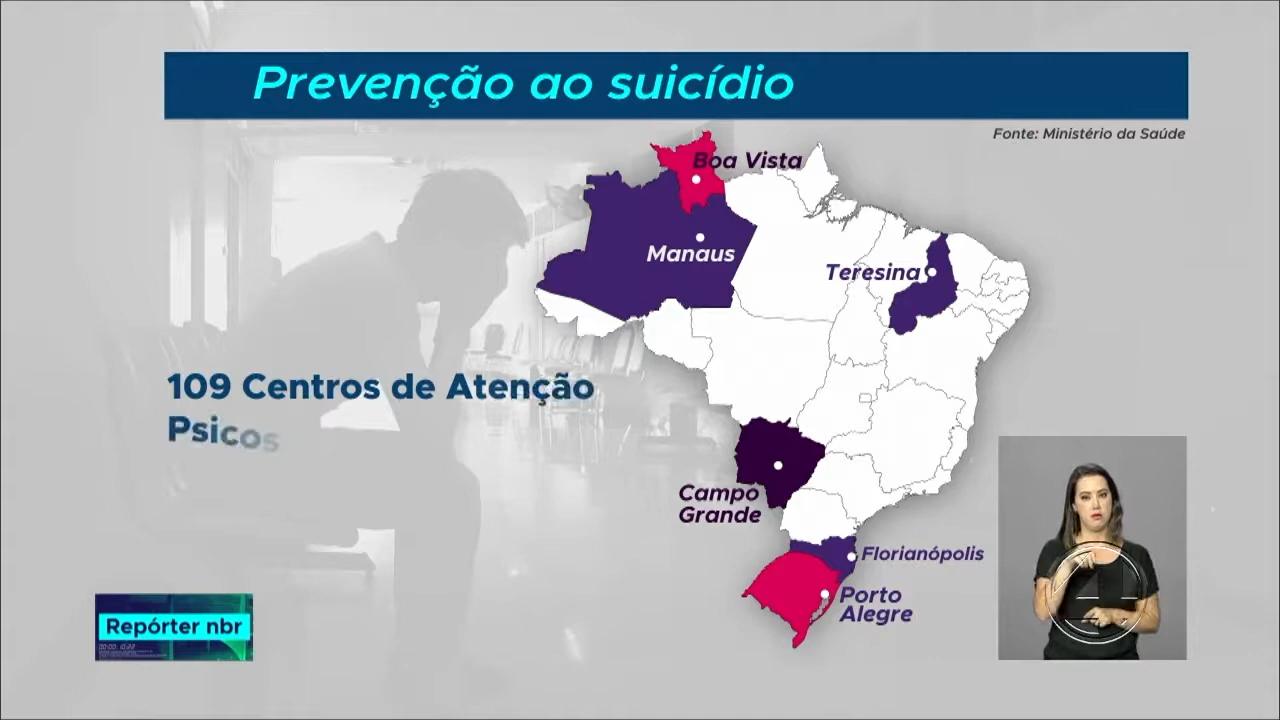 Prevenção ao suicídio
Fonte: Ministério da Saúde
Boa Vista
Manaus
Teresina
109 Centros de Atenção
Psicos
Campo
Grande
Florianópolis
Porto
Alegre
Repórter nbr